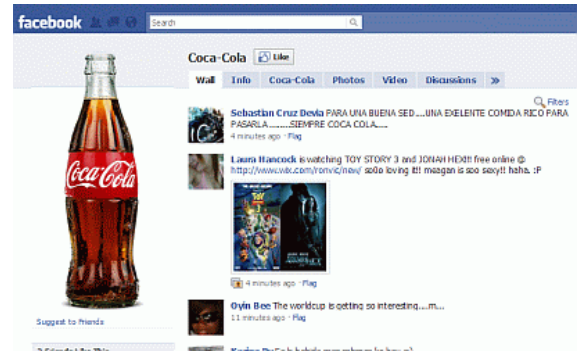 facebook
Search
Coca-Cola Like
Wall Info Coca-Cola Photos Video Discussions »
Filters
Sebastian Cruz Devia PARA UNA BUENA SED....UNA EXELENTE COMIDA RICO PARA
PASARLA.........SIEMPRE COCA COLA.....
4 minutes ago · Flag
Laura Hancock is watching TOY STORY 3 and JONAH HEX!!! free online @
http://www.wix.com/ronvic/new/ so0o loving it!! meagan is soo sexy!! haha. :P
Coca-Cola
TOY
4 minutes ago · Flag
Oyin Bee The worldcup is getting so interesting....m...
11 minutes ago · Flag
Suggest to Friends